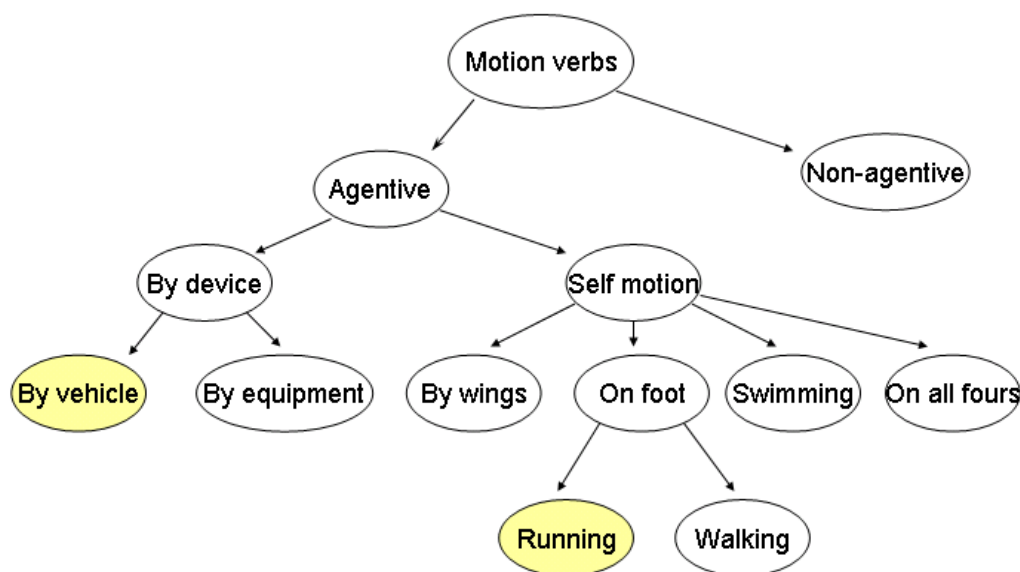 Motion verbs
Non-agentive
Agentive
By device
Self motion
By vehicle
By equipment
By wings
On foot
Swimming
On all fours
Running
Walking